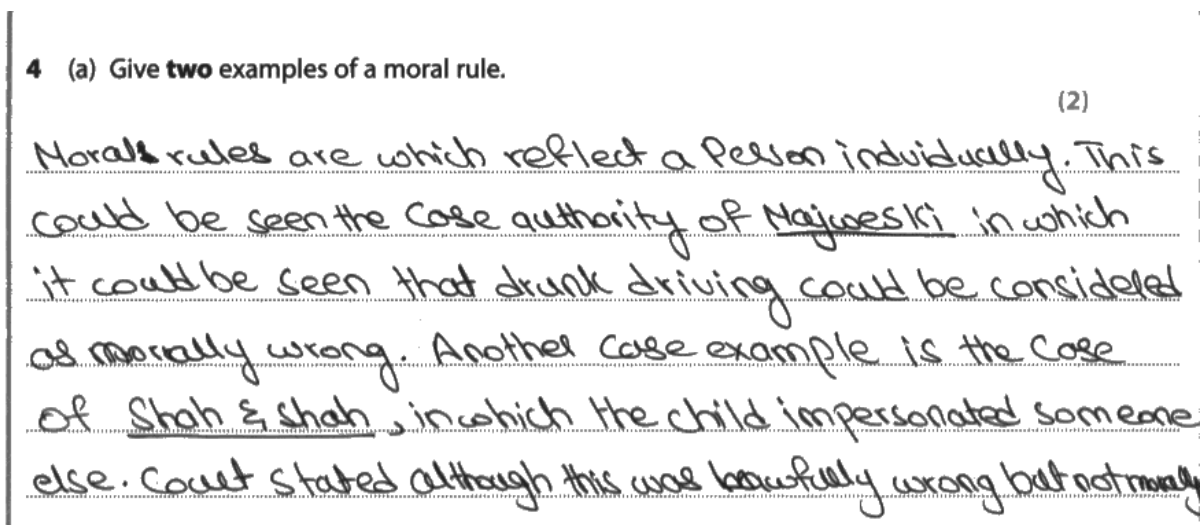 4 (a) Give two examples of a moral rule.
(2)
Morals rules are which reflect a Person indviducally. This
could be seen the Case authority of Majweski in which
it could be seen that drunk driving could be considered
as morally wrong. Another case example is the Case
of Shah & Shah, in which the child impersonated someone
else. Court stated although this was lawfully wrong but not morally